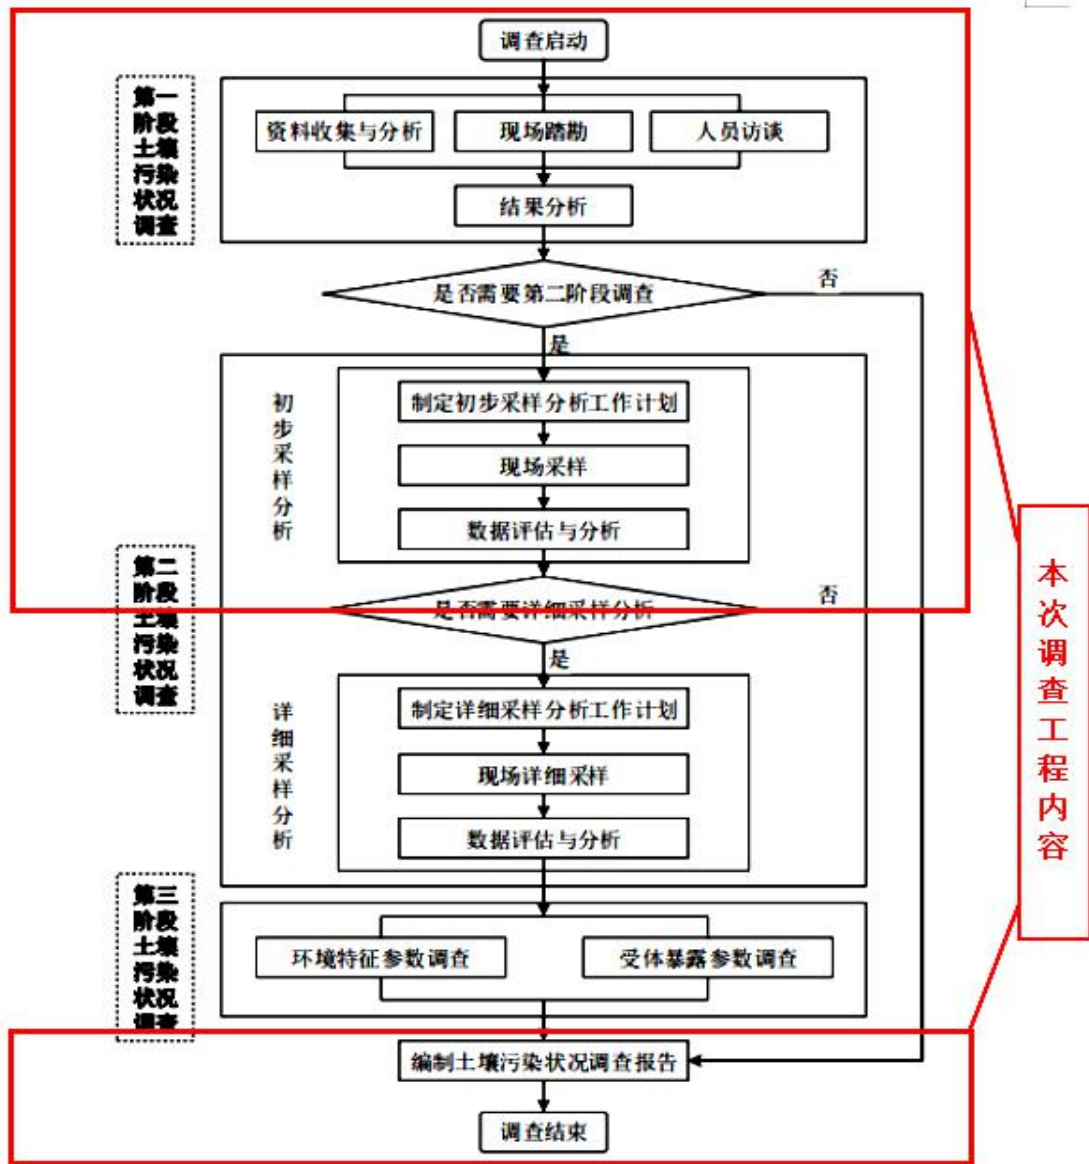 调查启动
第一
阶段
土壤
污染
状况
调查
资料收集与分析
现场踏勘
人员访谈
结果分析
是否需要第二阶段调查
否
是
初步采样分析
制定初步采样分析工作计划
现场采样
数据评估与分析
第二
阶段
土壤
污染
状况
调查
是否需要详细采样分析
否
是
详细采样分析
制定详细采样分析工作计划
现场详细采样
数据评估与分析
第三
阶段
土壤
污染
状况
调查
环境特征参数调查
受体暴露参数调查
编制土壤污染状况调查报告
调查结束
本次调查工程内容